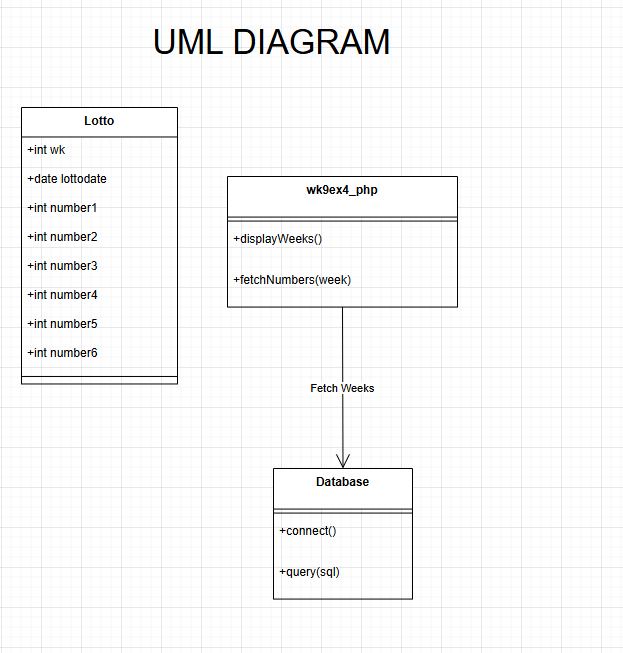 UML DIAGRAM
Lotto
+int wk
+date lottodate
+int number1
+int number2
+int number3
+int number4
+int number5
+int number6
wk9ex4_php
+displayWeeks()
+fetchNumbers(week)
Fetch Weeks
Database
+connect()
+query(sql)